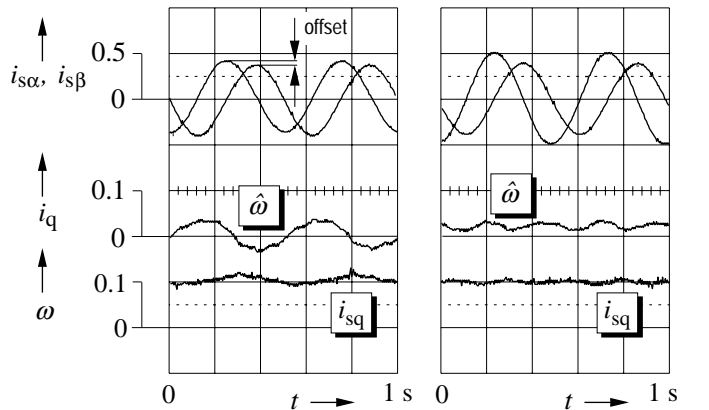 offset
0.5
i_sα, i_sβ
0
0.1
ω̂
ω̂
i_q
0
0.1
ω
i_sq
i_sq
0
0 t 1 s
0 t 1 s